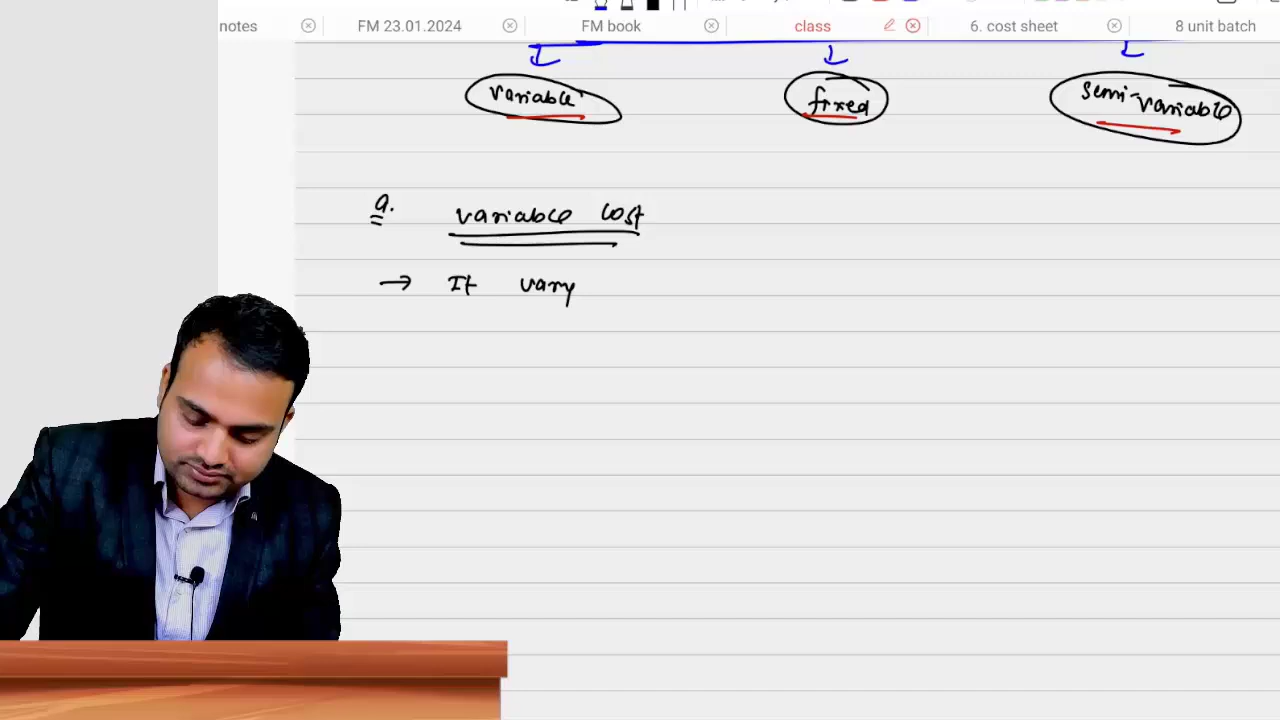 notes FM 23.01.2024 FM book class 6. cost sheet 8 unit batch
variable fixed semi-variable
a. variable cost
→ It vary